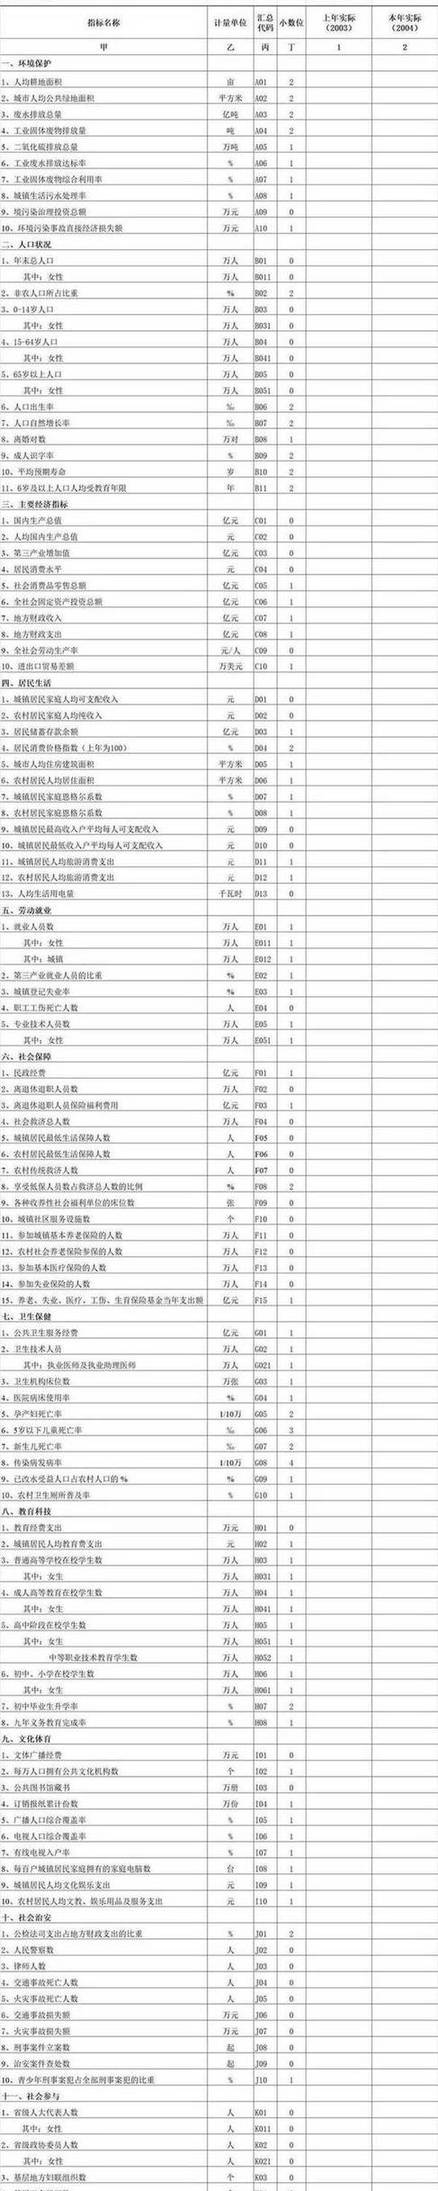 指标名称 计量单位 汇总代码 小数位 上年实际（2003） 本年实际（2004）
甲 乙 丙 丁 1 2
一、环境保护
1、人均耕地面积 亩 A01 2
2、城市人均公共绿地面积 平方米 A02 2
3、废水排放总量 亿吨 A03 2
4、工业固体废物排放量 吨 A04 2
5、二氧化硫排放总量 万吨 A05 1
6、工业废水排放达标率 % A06 1
7、工业固体废物综合利用率 % A07 1
8、城镇生活污水处理率 % A08 1
9、境污染治理投资总额 万元 A09 0
10、环境污染事故直接经济损失额 万元 A10 1
二、人口状况
1、年末总人口 万人 B01 0
其中：女性 万人 B011 0
2、非农人口所占比重 % B02 2
3、0-14岁人口 万人 B03 0
其中：女性 万人 B031 0
4、15-64岁人口 万人 B04 0
其中：女性 万人 B041 0
5、65岁以上人口 万人 B05 0
其中：女性 万人 B051 0
6、人口出生率 ‰ B06 2
7、人口自然增长率 ‰ B07 2
8、离婚对数 万对 B08 1
9、成人识字率 % B09 2
10、平均预期寿命 岁 B10 2
11、6岁及以上人口人均受教育年限 年 B11 2
三、主要经济指标
1、国内生产总值 亿元 C01 0
2、人均国内生产总值 元 C02 0
3、第三产业增加值 亿元 C03 0
4、居民消费水平 元 C04 0
5、社会消费品零售总额 亿元 C05 1
6、全社会固定资产投资总额 亿元 C06 1
7、地方财政收入 亿元 C07 1
8、地方财政支出 亿元 C08 1
9、全社会劳动生产率 元/人 C09 0
10、进出口贸易差额 万美元 C10 1
四、居民生活
1、城镇居民家庭人均可支配收入 元 D01 0
2、农村居民家庭人均纯收入 元 D02 0
3、居民储蓄存款余额 亿元 D03 1
4、居民消费价格指数（上年为100） % D04 2
5、城市人均住房建筑面积 平方米 D05 1
6、农村居民人均居住面积 平方米 D06 1
7、城镇居民家庭恩格尔系数 % D07 1
8、农村居民家庭恩格尔系数 % D08 1
9、城镇居民最高收入户平均每人可支配收入 元 D09 0
10、城镇居民最低收入户平均每人可支配收入 元 D10 0
11、城镇居民人均旅游消费支出 元 D11 1
12、农村居民人均旅游消费支出 元 D12 1
13、人均生活用电量 千瓦时 D13 0
五、劳动就业
1、就业人员数 万人 E01 1
其中：女性 万人 E011 1
其中：城镇 万人 E012 1
2、第三产业就业人员的比重 % E02 1
3、城镇登记失业率 % E03 1
4、职工工伤死亡人数 人 E04 0
5、专业技术人员数 万人 E05 1
其中：女性 万人 E051 1
六、社会保障
1、民政经费 亿元 F01 1
2、离退休退职人员数 万人 F02 0
3、离退休退职人员保险福利费用 亿元 F03 1
4、社会救济总人数 万人 F04 0
5、城镇居民最低生活保障人数 人 F05 0
6、农村居民最低生活保障人数 人 F06 0
7、农村传统救济人数 人 F07 0
8、享受低保人员数占救济总人数的比例 % F08 2
9、各种收养性社会福利单位的床位数 张 F09 0
10、城镇社区服务设施数 个 F10 0
11、参加城镇基本养老保险的人数 万人 F11 0
12、农村社会养老保险参保的人数 万人 F12 0
13、参加基本医疗保险的人数 万人 F13 0
14、参加失业保险的人数 万人 F14 0
15、养老、失业、医疗、工伤、生育保险基金当年支出额 亿元 F15 1
七、卫生保健
1、公共卫生服务经费 亿元 G01 1
2、卫生技术人员 万人 G02 1
其中：执业医师及执业助理医师 万人 G021 1
3、卫生机构床位数 万张 G03 1
4、医院病床使用率 % G04 1
5、孕产妇死亡率 1/10万 G05 2
6、5岁以下儿童死亡率 ‰ G06 3
7、新生儿死亡率 ‰ G07 2
8、传染病发病率 1/10万 G08 4
9、已改水受益人口占农村人口的% % G09 1
10、农村卫生厕所普及率 % G10 1
八、教育科技
1、教育经费支出 万元 H01 0
2、城镇居民人均教育费支出 元 H02 1
3、普通高等学校在校学生数 万人 H03 1
其中：女生 万人 H031 1
4、成人高等教育在校学生数 万人 H04 1
其中：女生 万人 H041 1
5、高中阶段在校学生数 万人 H05 1
其中：女生 万人 H051 1
中等职业技术教育学生数 万人 H052 1
6、初中、小学在校学生数 万人 H06 1
其中：女生 万人 H061 1
7、初中毕业生升学率 % H07 2
8、九年义务教育完成率 % H08 1
九、文化体育
1、文体广播经费 万元 I01 0
2、每万人口拥有公共文化机构数 个 I02 1
3、公共图书馆藏书 万册 I03 0
4、订销报纸累计份数 万份 I04 1
5、广播人口综合覆盖率 % I05 1
6、电视人口综合覆盖率 % I06 1
7、有线电视入户率 % I07 1
8、每百户城镇居民家庭拥有的家庭电脑数 台 I08 1
9、城镇居民人均文化娱乐支出 元 I09 1
10、农村居民人均文教、娱乐用品及服务支出 元 I10 1
十、社会治安
1、公检法司支出占地方财政支出的比重 % J01 2
2、人民警察数 人 J02 0
3、律师人数 人 J03 0
4、交通事故死亡人数 人 J04 0
5、火灾事故死亡人数 人 J05 0
6、交通事故损失额 万元 J06 0
7、火灾事故损失额 万元 J07 0
8、刑事案件立案数 起 J08 0
9、治安案件查处数 起 J09 0
10、青少年刑事案犯占全部刑事案犯的比重 % J10 1
十一、社会参与
1、省级人大代表人数 人 K01 0
其中：女性 人 K011 0
2、省级政协委员人数 人 K02 0
其中：女性 人 K021 0
3、基层地方妇联组织数 个 K03 0